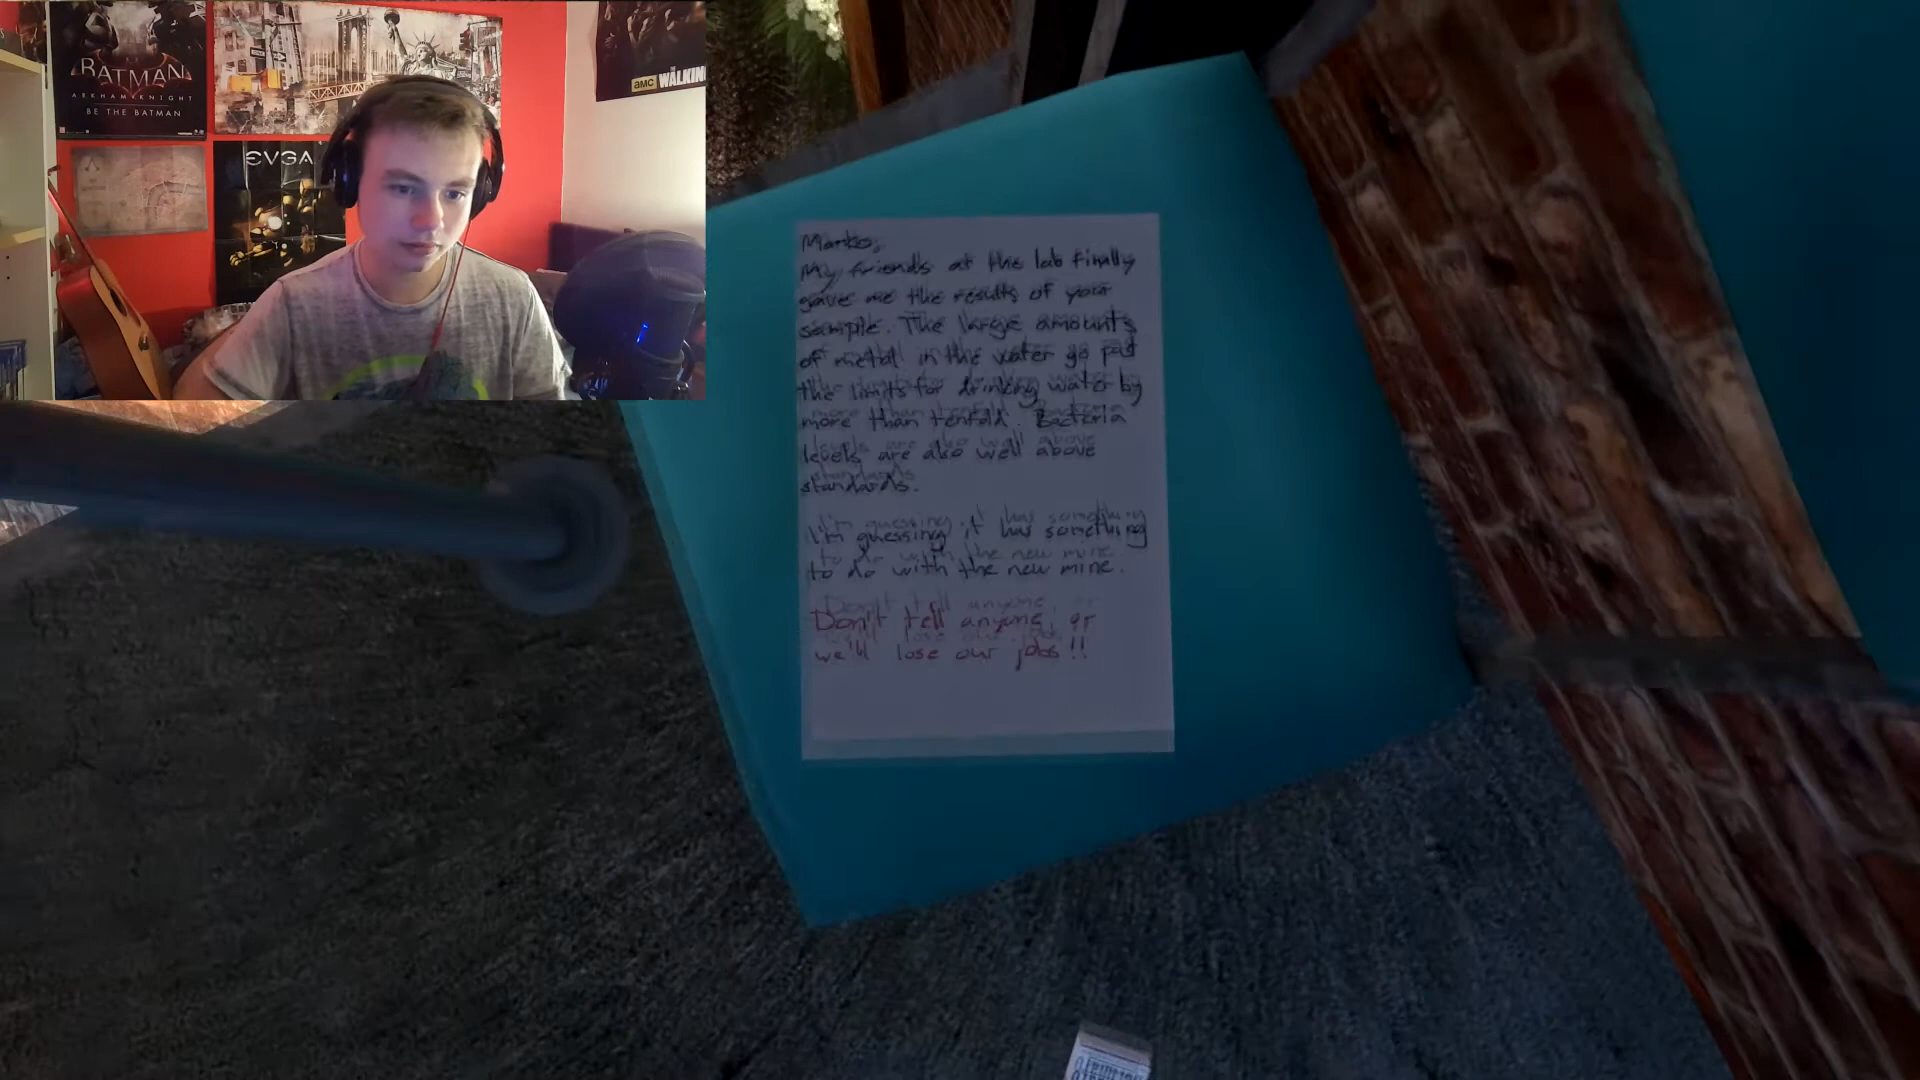 BATMAN
ARKHAM KNIGHT
BE THE BATMAN
EVGA
amc WALKIN
Marko,
My friends at the lab finally
gave me the results of your
sample. The large amounts
of metal in the water go past
the limits for drinking water by
more than tenfold. Bacteria
levels are also well above
standards.
I'm guessing it has something
to do with the new mine.
Don't tell anyone, or
we'll lose our jobs!!